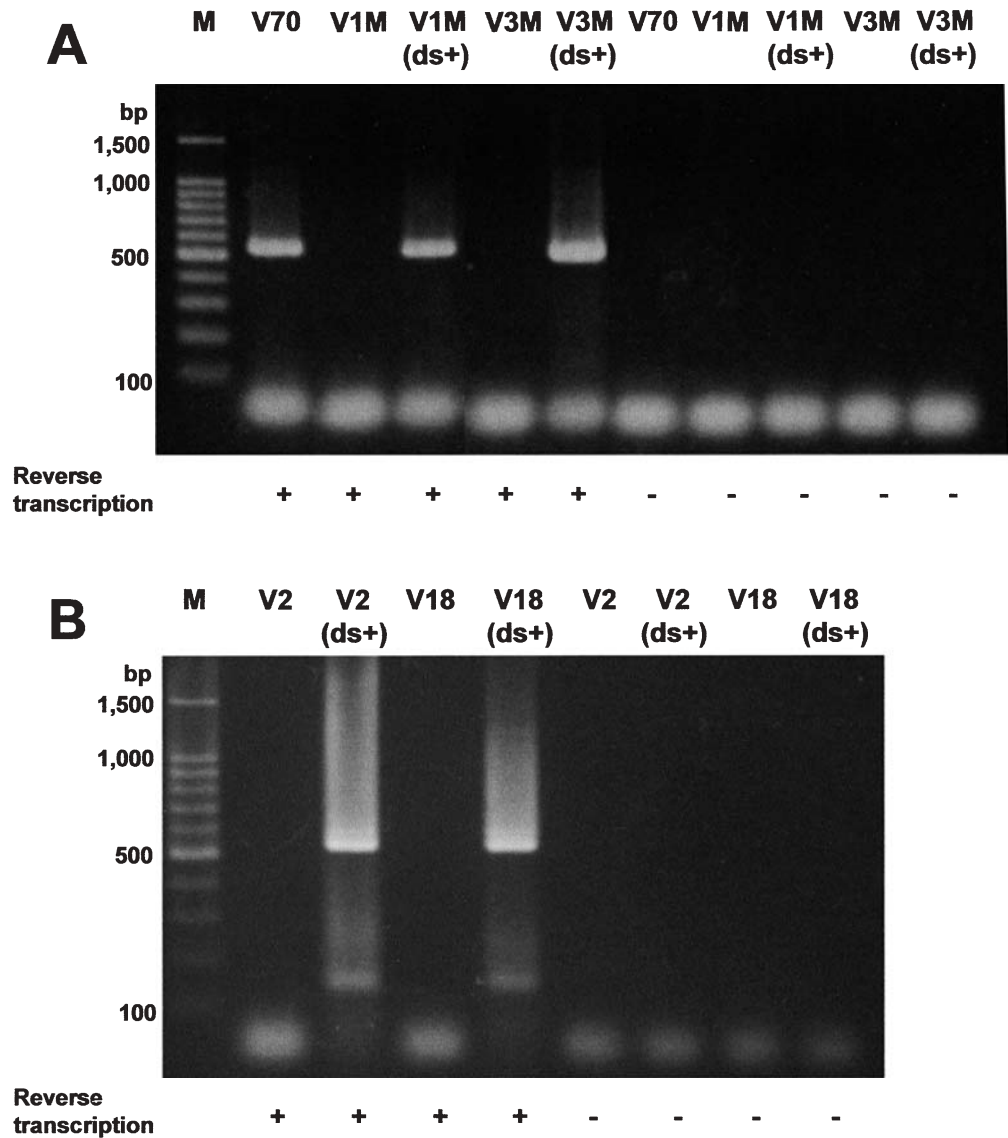 A
M V70 V1M V1M V3M V3M V70 V1M V1M V3M V3M
(ds+) (ds+) (ds+) (ds+)
bp
1,500
1,000
500
100
Reverse
transcription + + + + + - - - - -
B
M V2 V2 V18 V18 V2 V2 V18 V18
(ds+) (ds+) (ds+) (ds+)
bp
1,500
1,000
500
100
Reverse
transcription + + + + - - - -